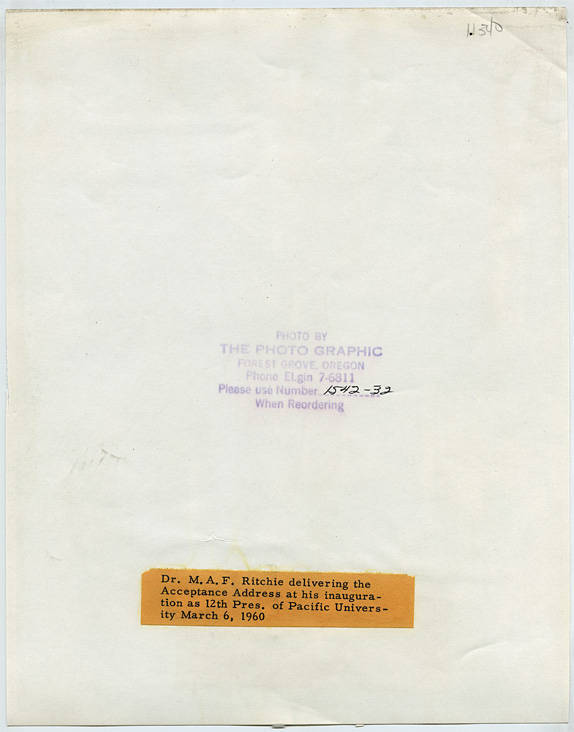 11540
PHOTO BY
THE PHOTO GRAPHIC
FOREST GROVE, OREGON
Phone ELgin 7-6811
Please use Number 1542-32
When Reordering
Dr. M. A. F. Ritchie delivering the
Acceptance Address at his inaugura-
tion as 12th Pres. of Pacific Univers-
ity March 6, 1960